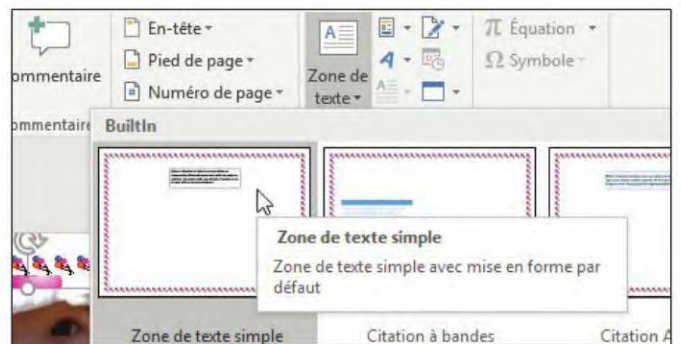 En-tête
Pied de page
Numéro de page
ommentaire
ommentaire
Zone de
texte
A
A
π Équation
Ω Symbole
BuiltIn
Zone de texte simple
Zone de texte simple avec mise en forme par
défaut
Zone de texte simple
Citation à bandes
Citation A